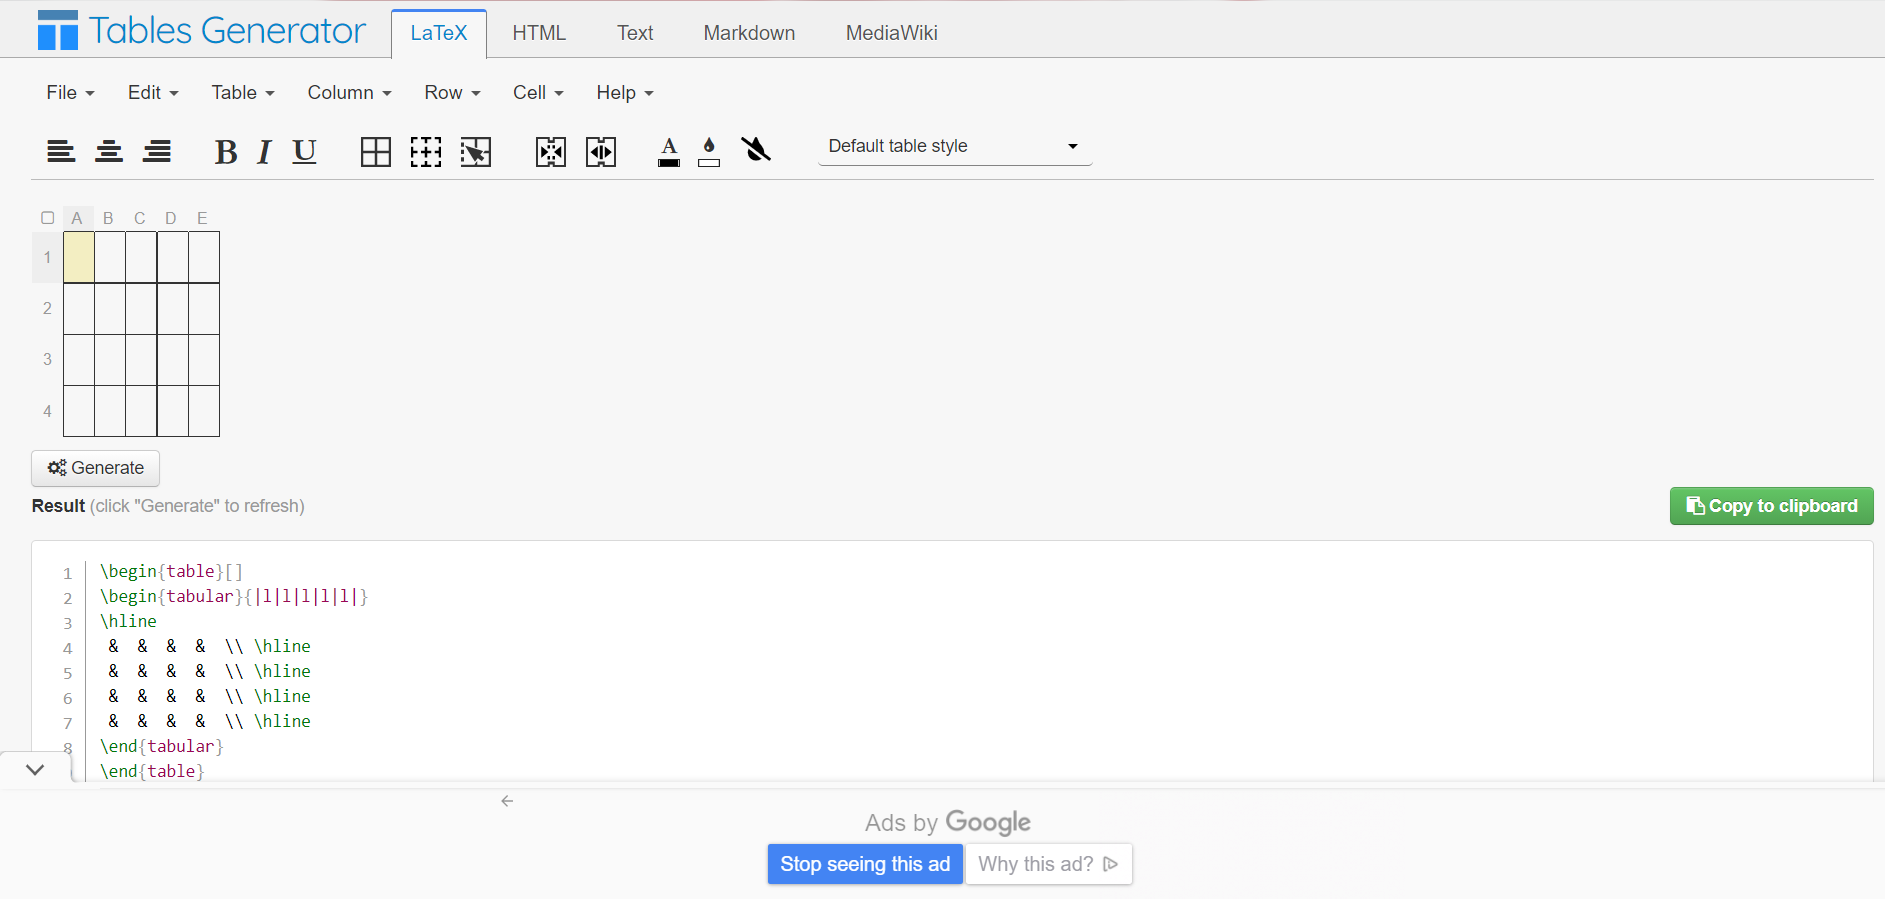 Tables Generator LaTeX HTML Text Markdown MediaWiki
File Edit Table Column Row Cell Help
B I U A Default table style
A B C D E
1
2
3
4
Generate
Result (click "Generate" to refresh)
Copy to clipboard
1 \begin{table}[]
2 \begin{tabular}{|l|l|l|l|l|}
3 \hline
4 & & & & \\ \hline
5 & & & & \\ \hline
6 & & & & \\ \hline
7 & & & & \\ \hline
8 \end{tabular}
\end{table}
Ads by Google
Stop seeing this ad Why this ad?